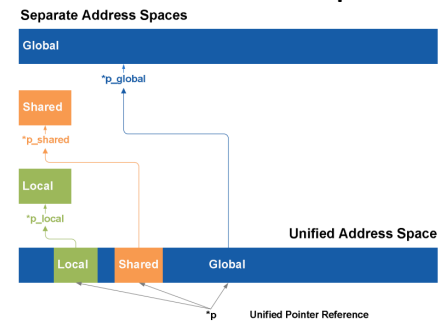 Separate Address Spaces
Global
*p_global
Shared
*p_shared
Local
*p_local
Unified Address Space
Local Shared Global
*p Unified Pointer Reference